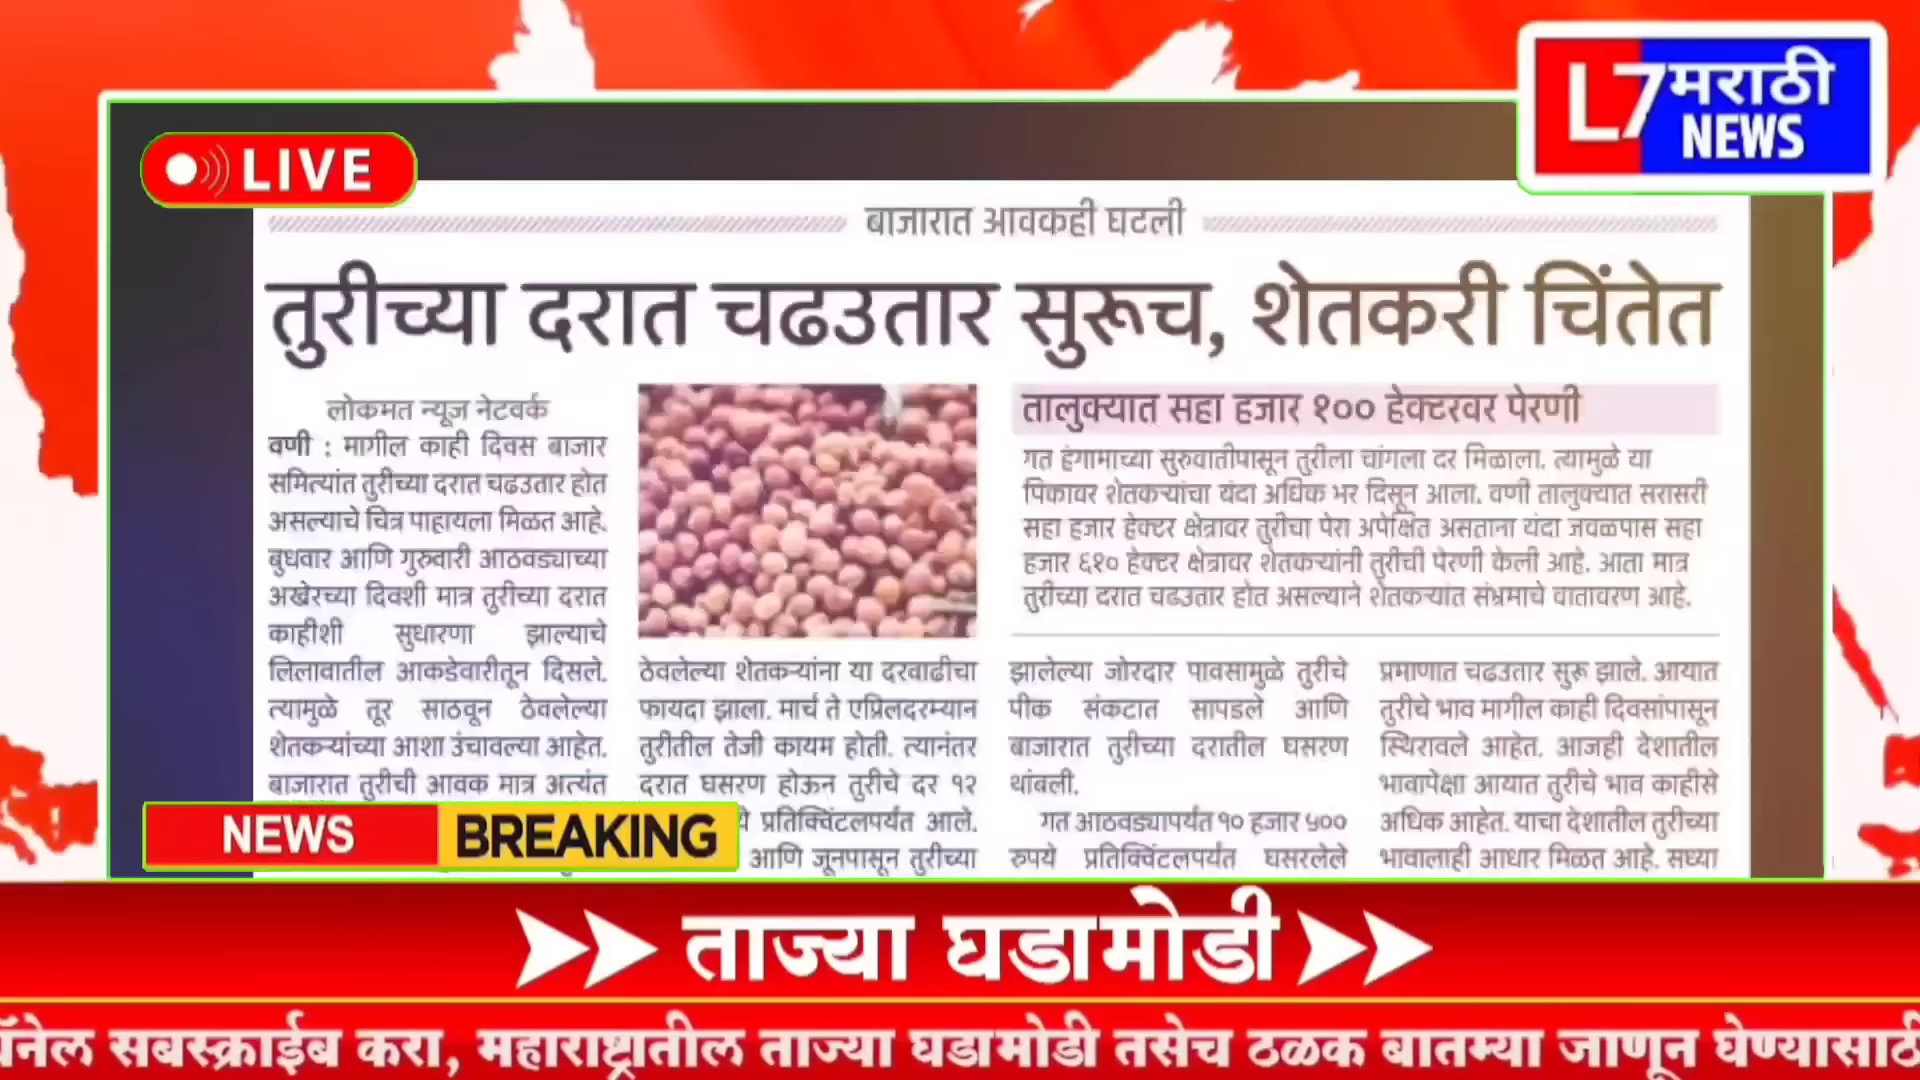 L7 मराठी
NEWS
LIVE
बाजारात आवकही घटली
तुरीच्या दरात चढउतार सुरूच, शेतकरी चिंतेत
लोकमत न्यूज नेटवर्क
वणी : मागील काही दिवस बाजार
समित्यांत तुरीच्या दरात चढउतार होत
असल्याचे चित्र पाहायला मिळत आहे.
बुधवार आणि गुरुवारी आठवड्याच्या
अखेरच्या दिवशी मात्र तुरीच्या दरात
काहीशी सुधारणा झाल्याचे
लिलावातील आकडेवारीतून दिसले.
त्यामुळे तूर साठवून ठेवलेल्या
शेतकऱ्यांच्या आशा उंचावल्या आहेत.
बाजारात तुरीची आवक मात्र अत्यंत
ठेवलेल्या शेतकऱ्यांना या दरवाढीचा
फायदा झाला. मार्च ते एप्रिलदरम्यान
तुरीतील तेजी कायम होती. त्यानंतर
दरात घसरण होऊन तुरीचे दर १२
प्रतिक्विंटलपर्यंत आले.
आणि जूनपासून तुरीच्या
तालुक्यात सहा हजार १०० हेक्टरवर पेरणी
गत हंगामाच्या सुरुवातीपासून तुरीला चांगला दर मिळाला. त्यामुळे या
पिकावर शेतकऱ्यांचा यंदा अधिक भर दिसून आला. वणी तालुक्यात सरासरी
सहा हजार हेक्टर क्षेत्रावर तुरीचा पेरा अपेक्षित असताना यंदा जवळपास सहा
हजार ६१० हेक्टर क्षेत्रावर शेतकऱ्यांनी तुरीची पेरणी केली आहे. आता मात्र
तुरीच्या दरात चढउतार होत असल्याने शेतकऱ्यांत संभ्रमाचे वातावरण आहे.
झालेल्या जोरदार पावसामुळे तुरीचे
पीक संकटात सापडले आणि
बाजारात तुरीच्या दरातील घसरण
थांबली.
गत आठवड्यापर्यंत १० हजार ५००
रुपये प्रतिक्विंटलपर्यंत घसरलेले
प्रमाणात चढउतार सुरू झाले. आयात
तुरीचे भाव मागील काही दिवसांपासून
स्थिरावले आहेत. आजही देशातील
भावापेक्षा आयात तुरीचे भाव काहीसे
अधिक आहेत. याचा देशातील तुरीच्या
भावालाही आधार मिळत आहे. सध्या
NEWS BREAKING
ताज्या घडामोडी
सबस्क्राईब करा, महाराष्ट्रातील ताज्या घडामोडी तसेच ठळक बातम्या जाणून घेण्यासाठी